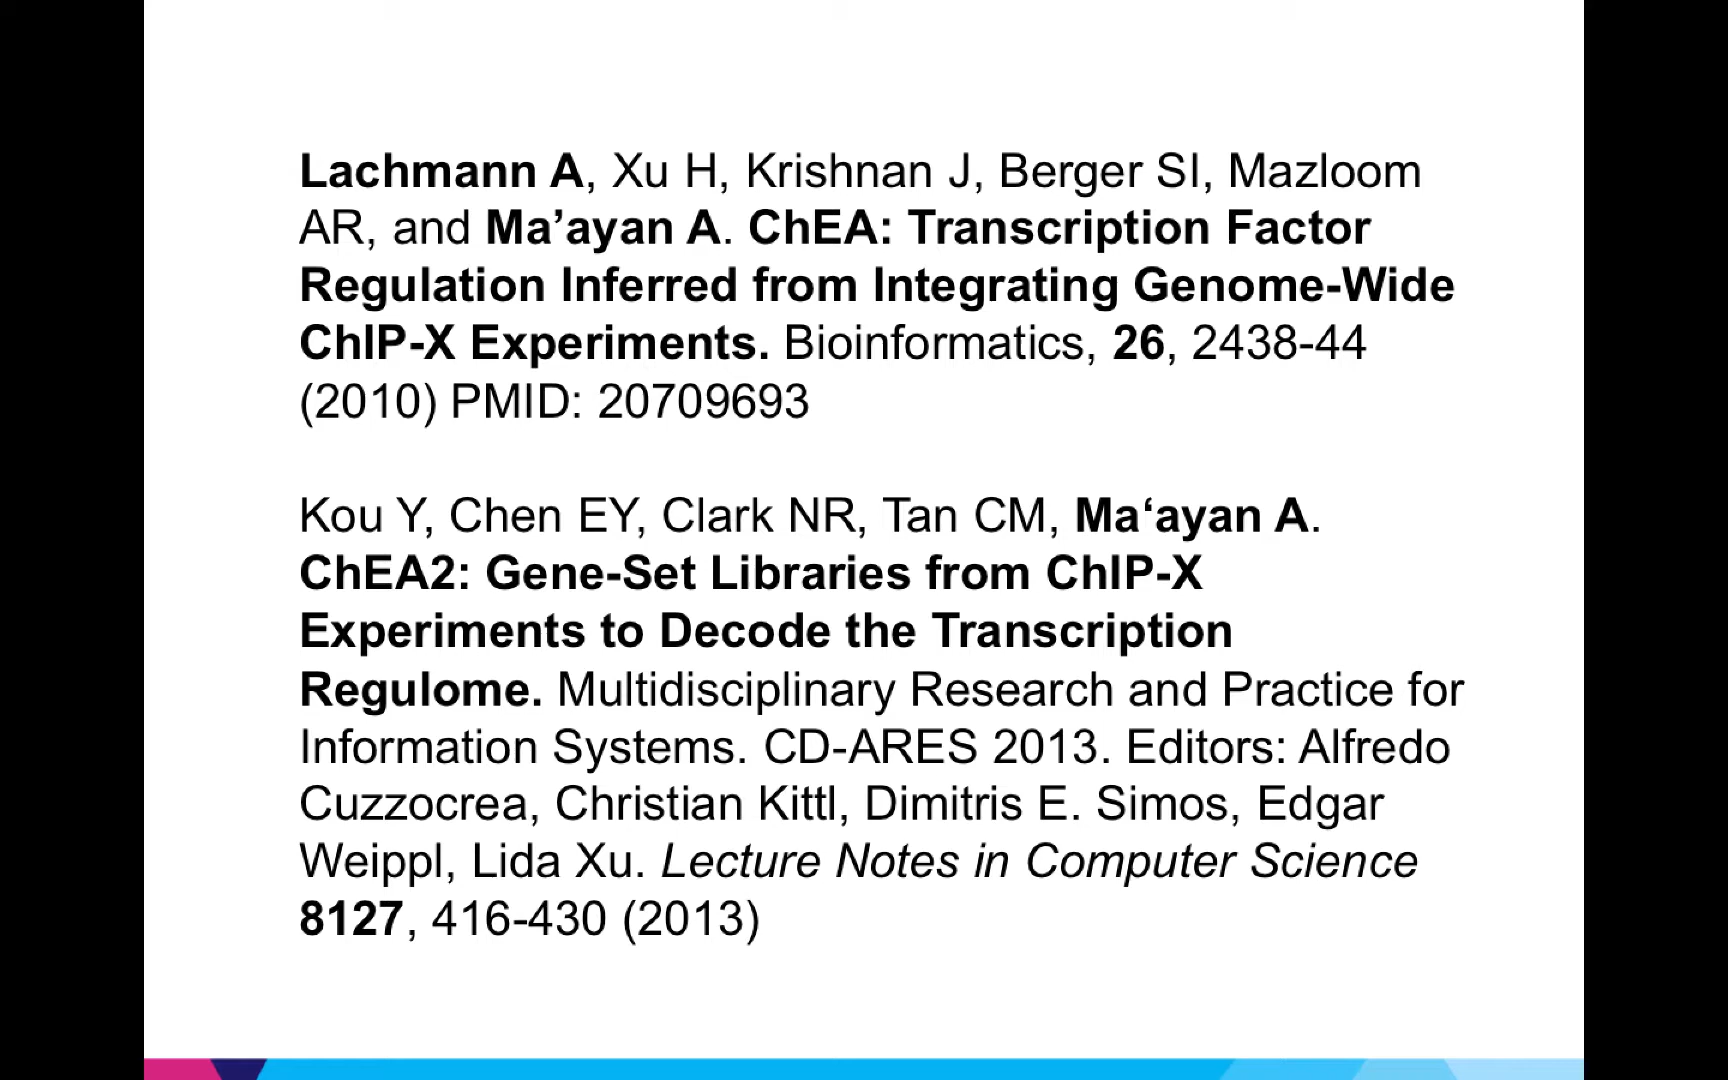 Lachmann A, Xu H, Krishnan J, Berger SI, Mazloom
AR, and Ma’ayan A. ChEA: Transcription Factor
Regulation Inferred from Integrating Genome-Wide
ChIP-X Experiments. Bioinformatics, 26, 2438-44
(2010) PMID: 20709693
Kou Y, Chen EY, Clark NR, Tan CM, Ma‘ayan A.
ChEA2: Gene-Set Libraries from ChIP-X
Experiments to Decode the Transcription
Regulome. Multidisciplinary Research and Practice for
Information Systems. CD-ARES 2013. Editors: Alfredo
Cuzzocrea, Christian Kittl, Dimitris E. Simos, Edgar
Weippl, Lida Xu. Lecture Notes in Computer Science
8127, 416-430 (2013)